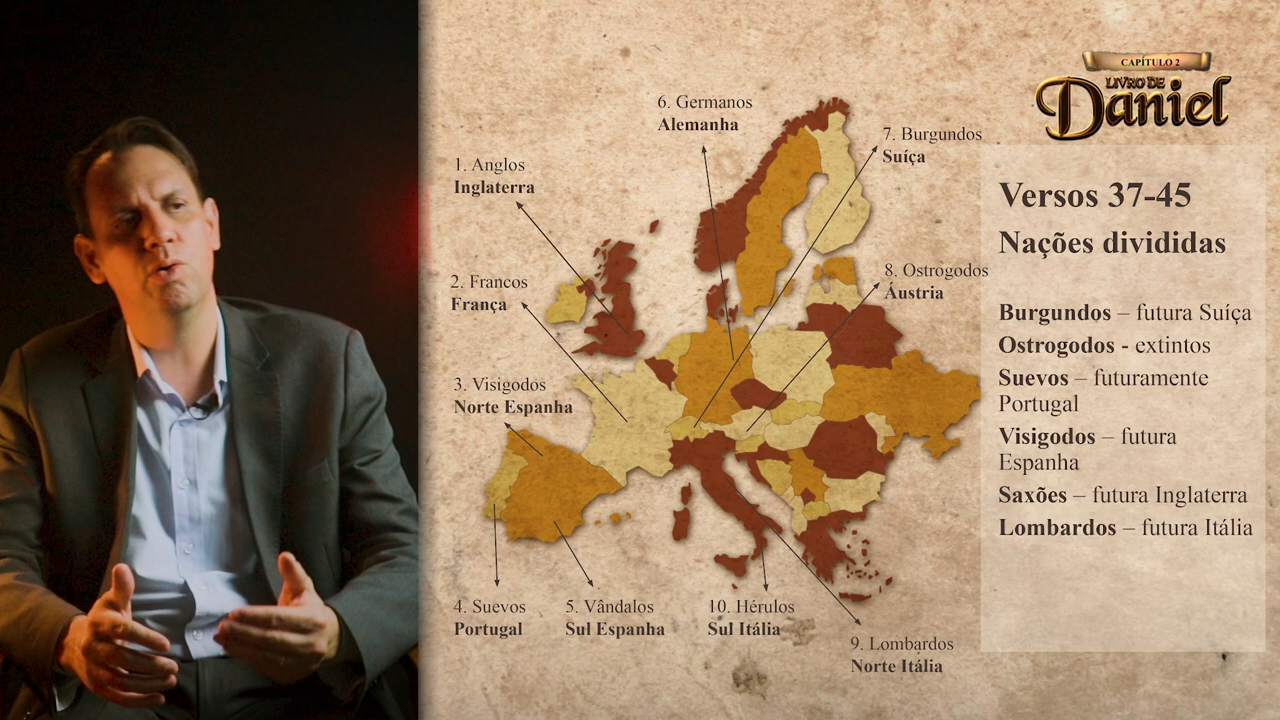 CAPÍTULO 2
LIVRO DE
Daniel
6. Germanos
Alemanha
7. Burgundos
Suíça
1. Anglos
Inglaterra
8. Ostrogodos
Áustria
2. Francos
França
3. Visigodos
Norte Espanha
4. Suevos
Portugal
5. Vândalos
Sul Espanha
10. Hérulos
Sul Itália
9. Lombardos
Norte Itália
Versos 37-45
Nações divididas
Burgundos – futura Suíça
Ostrogodos - extintos
Suevos – futuramente
Portugal
Visigodos – futura
Espanha
Saxões – futura Inglaterra
Lombardos – futura Itália